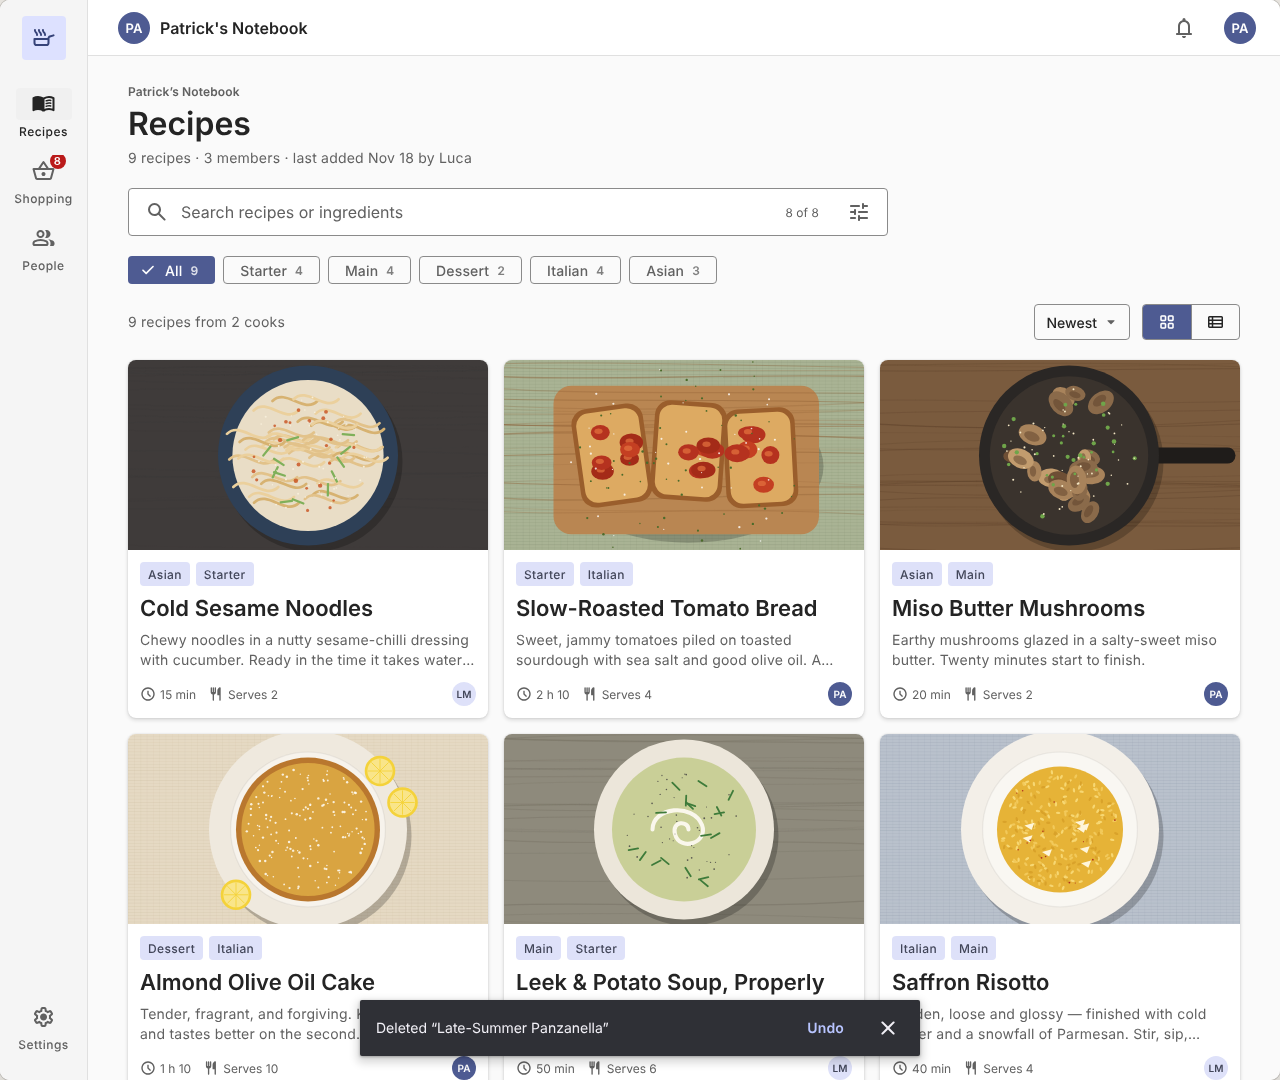 PA Patrick's Notebook
PA
Recipes
8
Shopping
People
Settings
Patrick's Notebook
Recipes
9 recipes · 3 members · last added Nov 18 by Luca
Search recipes or ingredients 8 of 8
All 9 Starter 4 Main 4 Dessert 2 Italian 4 Asian 3
9 recipes from 2 cooks
Newest
Asian Starter
Cold Sesame Noodles
Chewy noodles in a nutty sesame-chilli dressing
with cucumber. Ready in the time it takes water...
15 min Serves 2 LM
Starter Italian
Slow-Roasted Tomato Bread
Sweet, jammy tomatoes piled on toasted
sourdough with sea salt and good olive oil. A...
2 h 10 Serves 4 PA
Asian Main
Miso Butter Mushrooms
Earthy mushrooms glazed in a salty-sweet miso
butter. Twenty minutes start to finish.
20 min Serves 2 PA
Dessert Italian
Almond Olive Oil Cake
Tender, fragrant, and forgiving.
and tastes better on the second.
1 h 10 Serves 10 PA
Main Starter
Leek & Potato Soup, Properly
50 min Serves 6 LM
Italian Main
Saffron Risotto
loose and glossy — finished with cold
and a snowfall of Parmesan. Stir, sip,...
40 min Serves 4 LM
Deleted “Late-Summer Panzanella” Undo